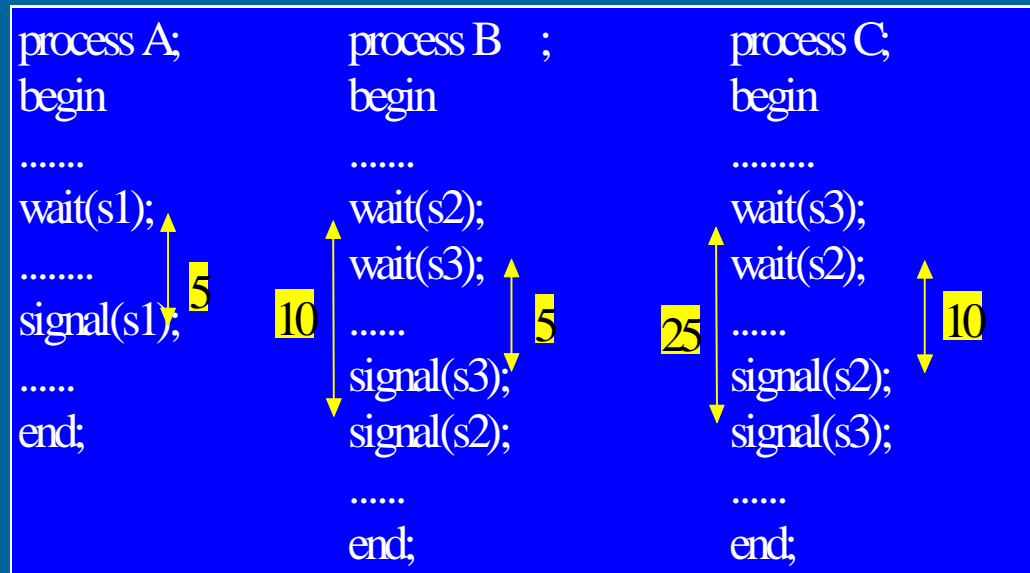 process A;
begin
.......
wait(s1);
........
signal(s1);
......
end;
5
process B ;
begin
.......
wait(s2);
wait(s3);
......
signal(s3);
signal(s2);
......
end;
10
5
process C;
begin
.........
wait(s3);
wait(s2);
......
signal(s2);
signal(s3);
......
end;
25
10